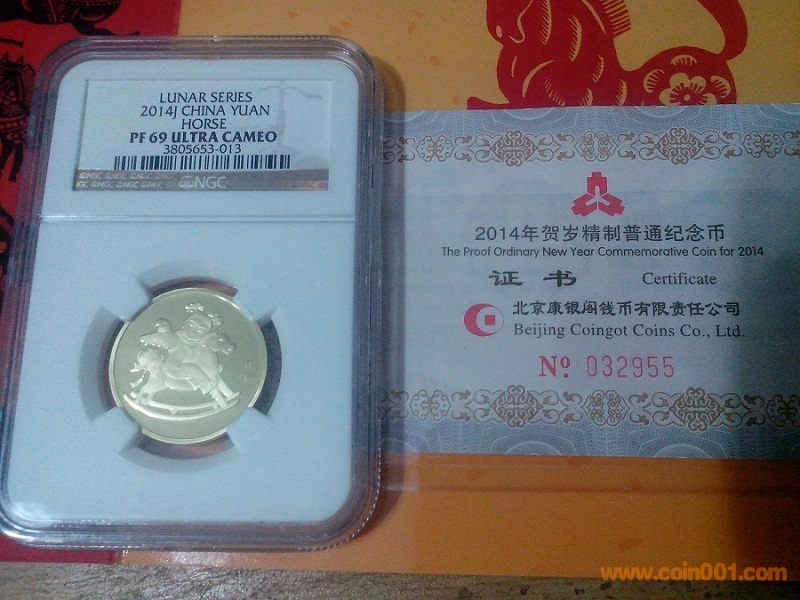 LUNAR SERIES
2014J CHINA YUAN
HORSE
PF 69 ULTRA CAMEO
3805653-013
NGC
2014年贺岁精制普通纪念币
The Proof Ordinary New Year Commemorative Coin for 2014
证书 Certificate
北京康银阁钱币有限责任公司
Beijing Coingot Coins Co., Ltd.
Nº 032955
www.coin001.com